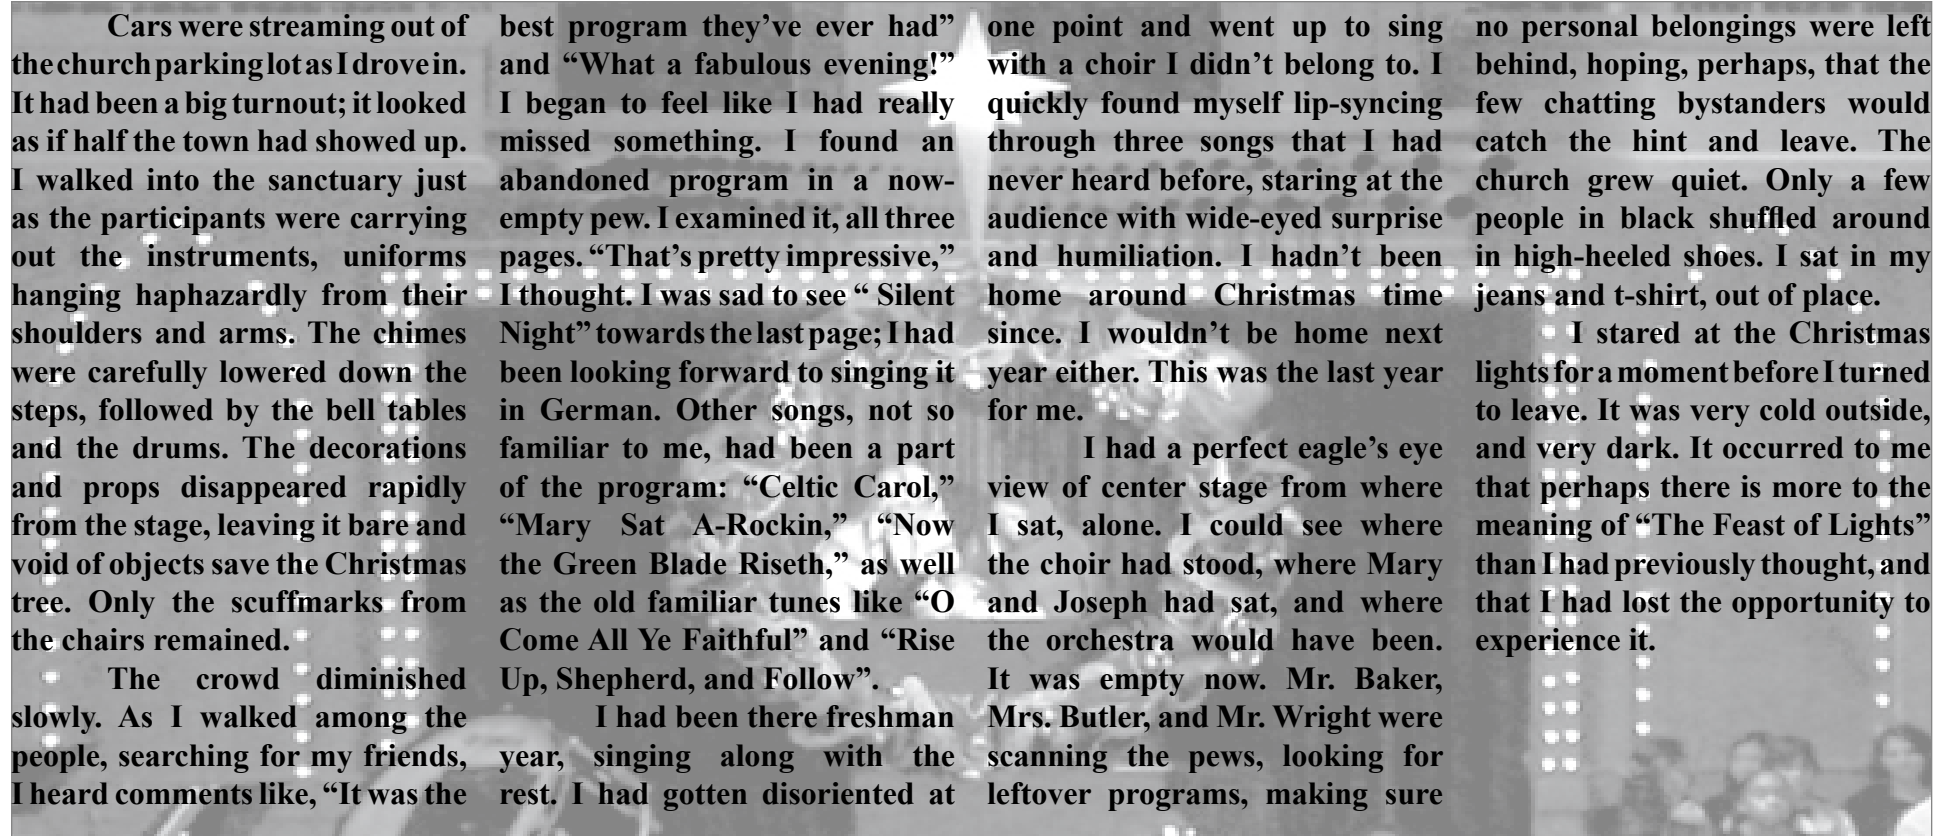 Cars were streaming out of
the church parking lot as I drove in.
It had been a big turnout; it looked
as if half the town had showed up.
I walked into the sanctuary just
as the participants were carrying
out the instruments, uniforms
hanging haphazardly from their
shoulders and arms. The chimes
were carefully lowered down the
steps, followed by the bell tables
and the drums. The decorations
and props disappeared rapidly
from the stage, leaving it bare and
void of objects save the Christmas
tree. Only the scuffmarks from
the chairs remained.
The crowd diminished
slowly. As I walked among the
people, searching for my friends,
I heard comments like, “It was the
best program they’ve ever had”
and “What a fabulous evening!”
I began to feel like I had really
missed something. I found an
abandoned program in a now-
empty pew. I examined it, all three
pages. “That’s pretty impressive,”
I thought. I was sad to see “ Silent
Night” towards the last page; I had
been looking forward to singing it
in German. Other songs, not so
familiar to me, had been a part
of the program: “Celtic Carol,”
“Mary Sat A-Rockin,” “Now
the Green Blade Riseth,” as well
as the old familiar tunes like “O
Come All Ye Faithful” and “Rise
Up, Shepherd, and Follow”.
I had been there freshman
year, singing along with the
rest. I had gotten disoriented at
one point and went up to sing
with a choir I didn’t belong to. I
quickly found myself lip-syncing
through three songs that I had
never heard before, staring at the
audience with wide-eyed surprise
and humiliation. I hadn’t been
home around Christmas time
since. I wouldn’t be home next
year either. This was the last year
for me.
I had a perfect eagle’s eye
view of center stage from where
I sat, alone. I could see where
the choir had stood, where Mary
and Joseph had sat, and where
the orchestra would have been.
It was empty now. Mr. Baker,
Mrs. Butler, and Mr. Wright were
scanning the pews, looking for
leftover programs, making sure
no personal belongings were left
behind, hoping, perhaps, that the
few chatting bystanders would
catch the hint and leave. The
church grew quiet. Only a few
people in black shuffled around
in high-heeled shoes. I sat in my
jeans and t-shirt, out of place.
I stared at the Christmas
lights for a moment before I turned
to leave. It was very cold outside,
and very dark. It occurred to me
that perhaps there is more to the
meaning of “The Feast of Lights”
than I had previously thought, and
that I had lost the opportunity to
experience it.